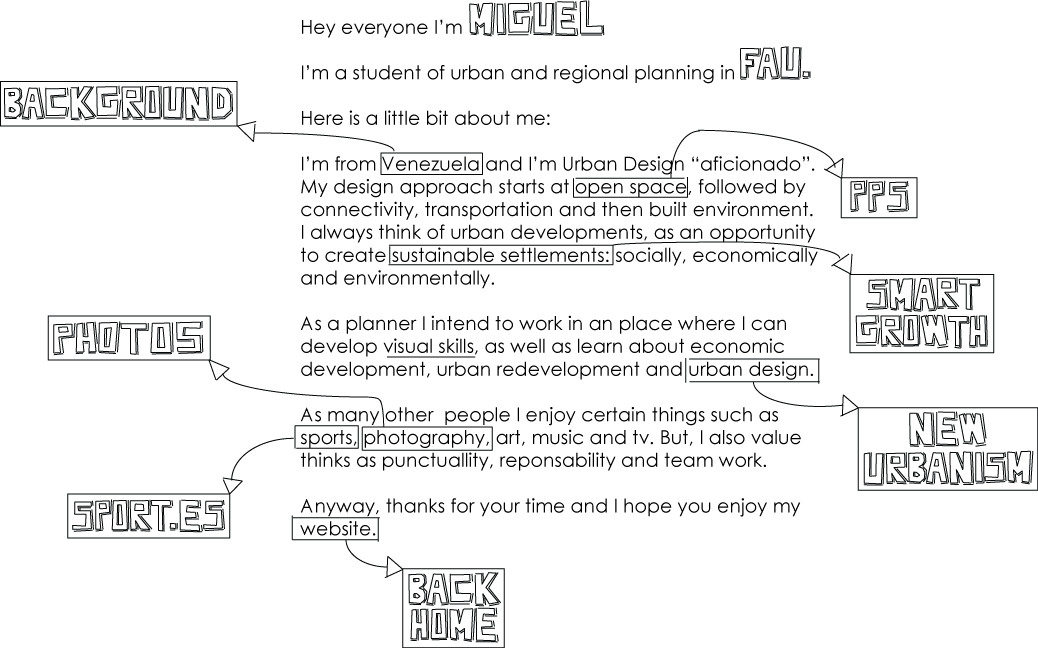 Hey everyone I'm MIGUEL
I'm a student of urban and regional planning in FAU.
BACKGROUND
Here is a little bit about me:
I'm from Venezuela and I'm Urban Design “aficionado”.
My design approach starts at open space, followed by
connectivity, transportation and then built environment.
I always think of urban developments, as an opportunity
to create sustainable settlements: socially, economically
and environmentally.
PPS
SMART
GROWTH
PHOTOS
As a planner I intend to work in an place where I can
develop visual skills, as well as learn about economic
development, urban redevelopment and urban design.
NEW
URBANISM
As many other people I enjoy certain things such as
sports, photography, art, music and tv. But, I also value
thinks as punctuallity, reponsability and team work.
SPORT.ES
Anyway, thanks for your time and I hope you enjoy my
website.
BACK
HOME